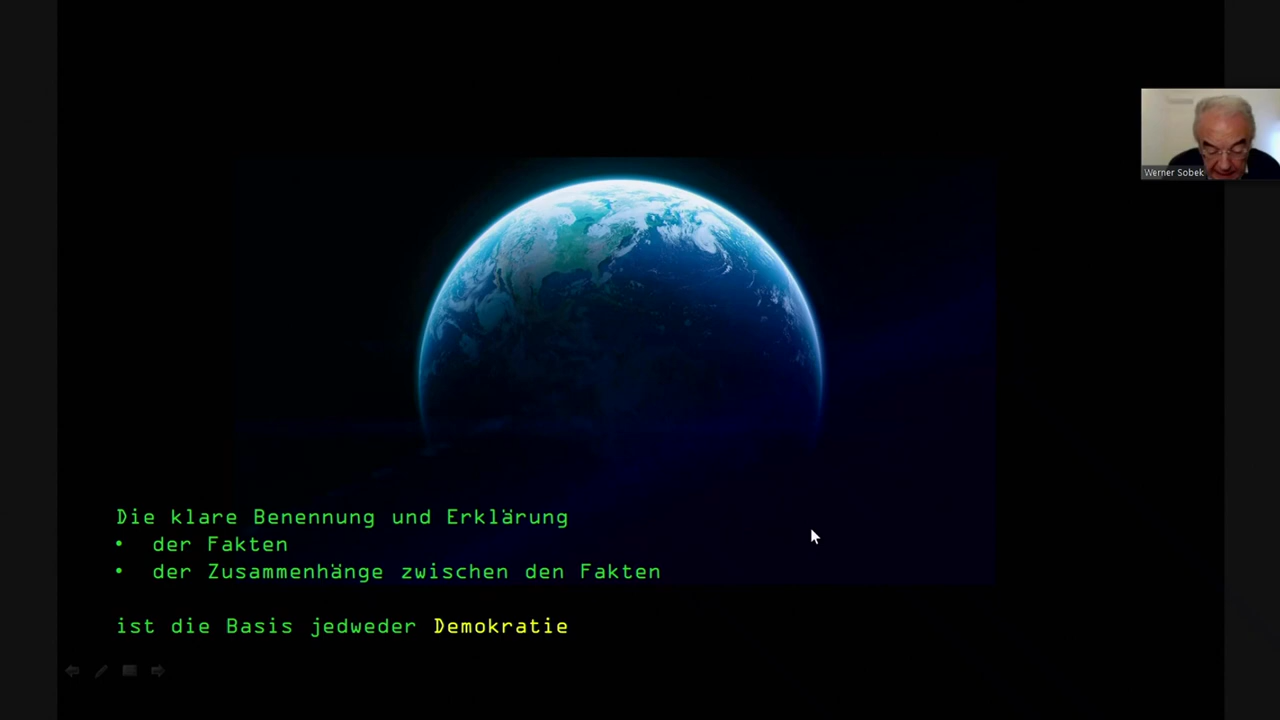 Werner Sobek
Die klare Benennung und Erklärung
• der Fakten
• der Zusammenhänge zwischen den Fakten
ist die Basis jedweder Demokratie